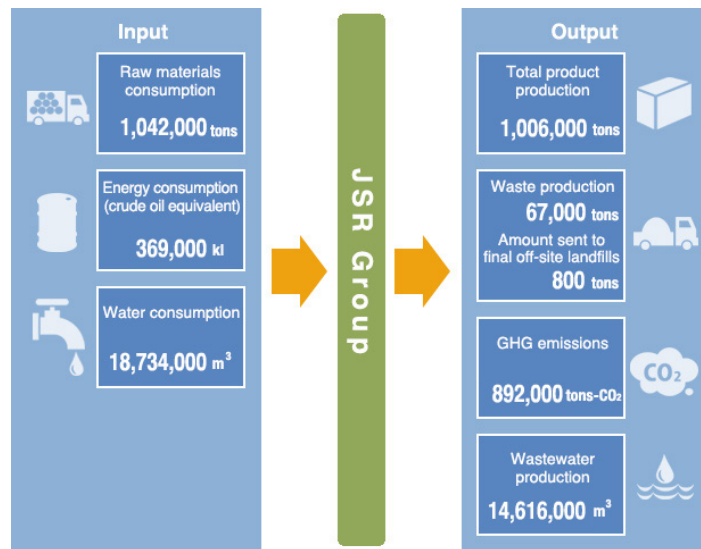 Input
Raw materials
consumption
1,042,000 tons
Energy consumption
(crude oil equivalent)
369,000 kl
Water consumption
18,734,000 m³
JSR Group
Output
Total product
production
1,006,000 tons
Waste production
67,000 tons
Amount sent to
final off-site landfills
800 tons
GHG emissions
892,000 tons-CO₂
CO₂
Wastewater
production
14,616,000 m³